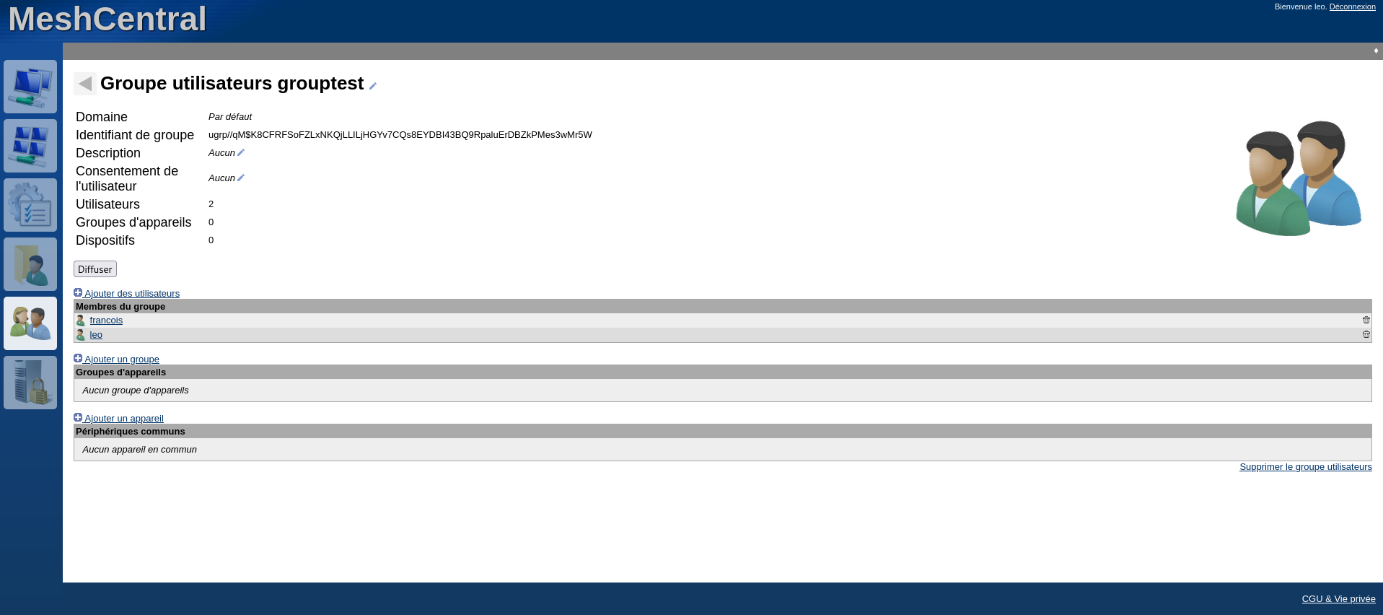 MeshCentral
Bienvenue leo. Déconnexion
Groupe utilisateurs grouptest
Domaine Par défaut
Identifiant de groupe ugrp//qM$K8CFRFSoFZLxNKQjLLlLjHGYv7CQs8EYDBI43BQ9RpaluErDBZkPMes3wMr5W
Description Aucun
Consentement de
l'utilisateur Aucun
Utilisateurs 2
Groupes d'appareils 0
Dispositifs 0
Diffuser
Ajouter des utilisateurs
Membres du groupe
francois
leo
Ajouter un groupe
Groupes d'appareils
Aucun groupe d'appareils
Ajouter un appareil
Périphériques communs
Aucun appareil en commun
Supprimer le groupe utilisateurs
CGU & Vie privée